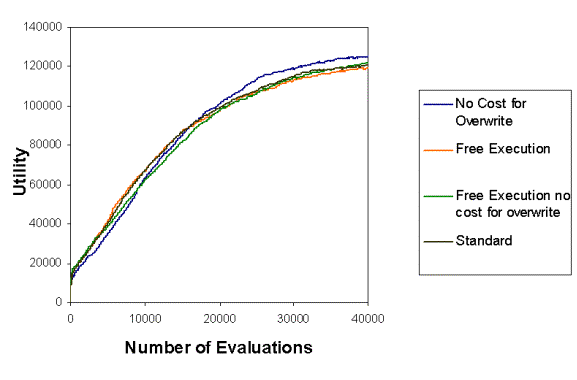 140000
120000
100000
80000
60000
40000
20000
0
Utility
0 10000 20000 30000 40000
Number of Evaluations
No Cost for
Overwrite
Free Execution
Free Execution no
cost for overwrite
Standard